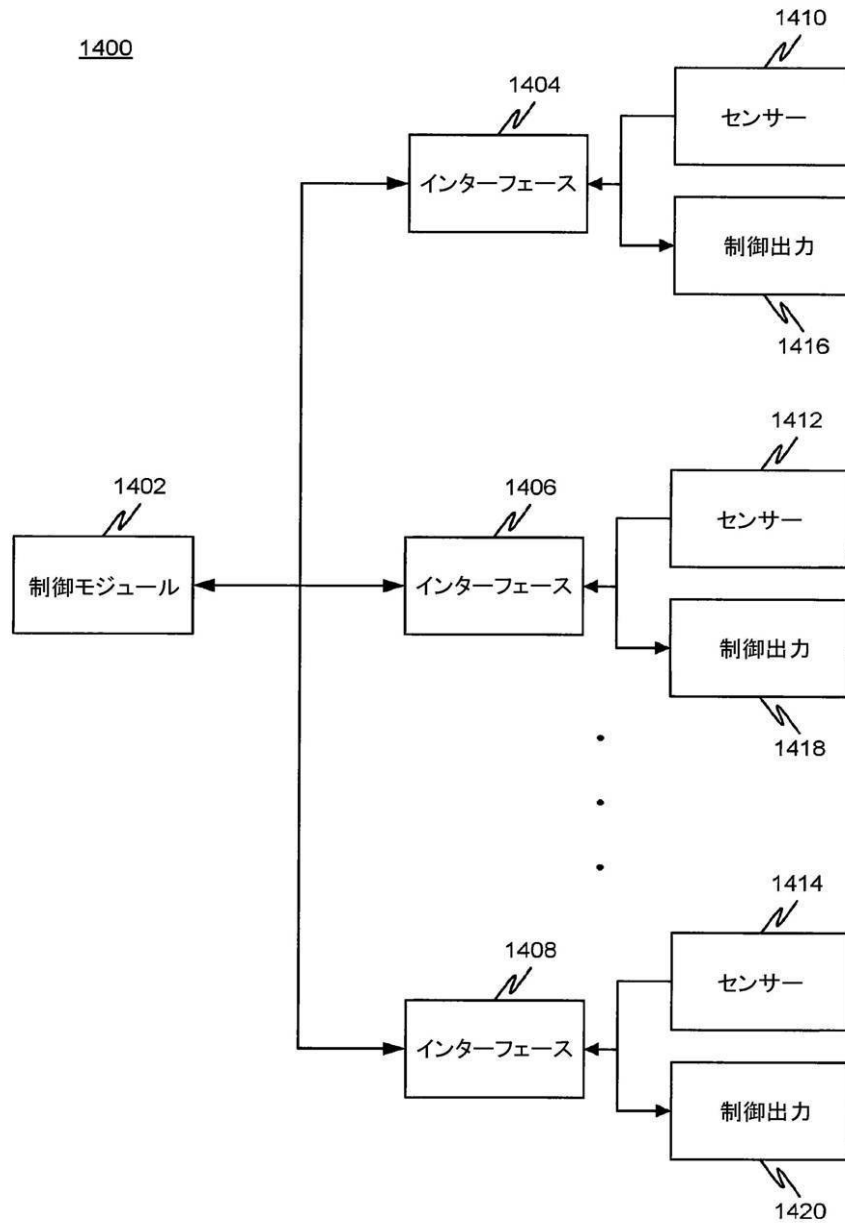 1400
1410
センサー
1404
インターフェース
制御出力
1416
1412
センサー
1402
制御モジュール
1406
インターフェース
制御出力
1418
1414
センサー
1408
インターフェース
制御出力
1420